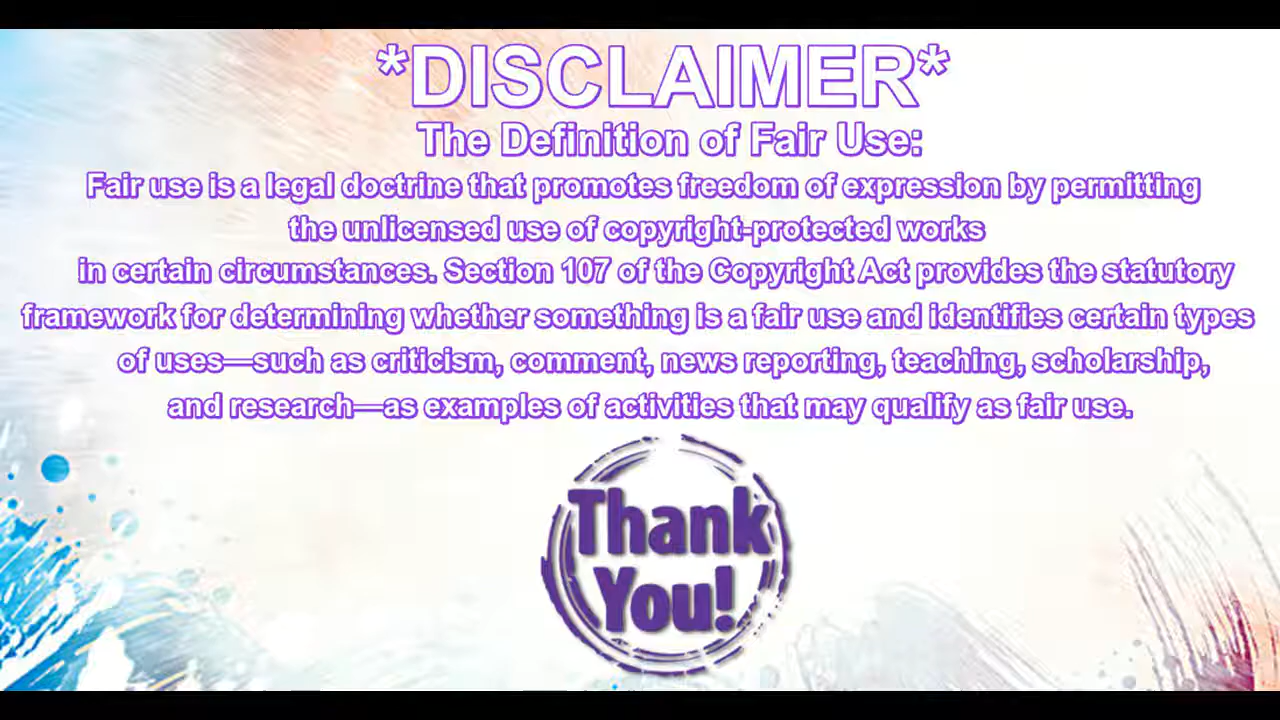 *DISCLAIMER*
The Definition of Fair Use:
Fair use is a legal doctrine that promotes freedom of expression by permitting
the unlicensed use of copyright-protected works
in certain circumstances. Section 107 of the Copyright Act provides the statutory
framework for determining whether something is a fair use and identifies certain types
of uses—such as criticism, comment, news reporting, teaching, scholarship,
and research—as examples of activities that may qualify as fair use.
Thank
You!